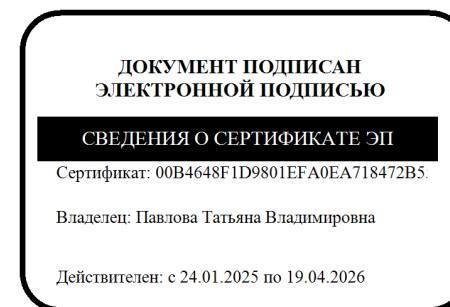 ДОКУМЕНТ ПОДПИСАН
ЭЛЕКТРОННОЙ ПОДПИСЬЮ
СВЕДЕНИЯ О СЕРТИФИКАТЕ ЭП
Сертификат: 00B4648F1D9801EFA0EA718472B5
Владелец: Павлова Татьяна Владимировна
Действителен: с 24.01.2025 по 19.04.2026